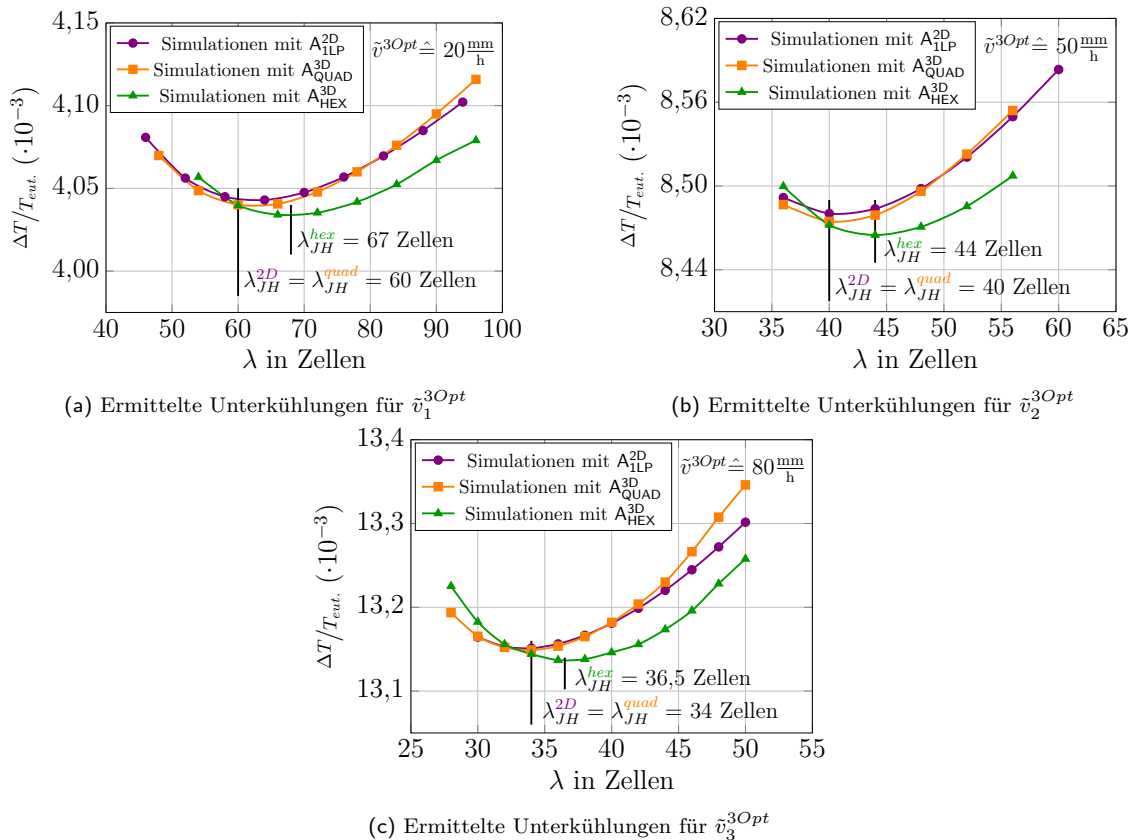 4,15
4,10
4,05
4,00
ΔT/T_eut. (·10⁻³)
Simulationen mit A^2D_1LP
Simulationen mit A^3D_QUAD
Simulationen mit A^3D_HEX
ṽ^3Opt ≙ 20 mm/h
λ^hex_JH = 67 Zellen
λ^2D_JH = λ^quad_JH = 60 Zellen
40 50 60 70 80 90 100
λ in Zellen
(a) Ermittelte Unterkühlungen für ṽ_1^3Opt
8,62
8,56
8,50
8,44
ΔT/T_eut. (·10⁻³)
Simulationen mit A^2D_1LP
Simulationen mit A^3D_QUAD
Simulationen mit A^3D_HEX
ṽ^3Opt ≙ 50 mm/h
λ^hex_JH = 44 Zellen
λ^2D_JH = λ^quad_JH = 40 Zellen
30 35 40 45 50 55 60 65
λ in Zellen
(b) Ermittelte Unterkühlungen für ṽ_2^3Opt
13,4
13,3
13,2
13,1
ΔT/T_eut. (·10⁻³)
Simulationen mit A^2D_1LP
Simulationen mit A^3D_QUAD
Simulationen mit A^3D_HEX
ṽ^3Opt ≙ 80 mm/h
λ^hex_JH = 36,5 Zellen
λ^2D_JH = λ^quad_JH = 34 Zellen
25 30 35 40 45 50 55
λ in Zellen
(c) Ermittelte Unterkühlungen für ṽ_3^3Opt